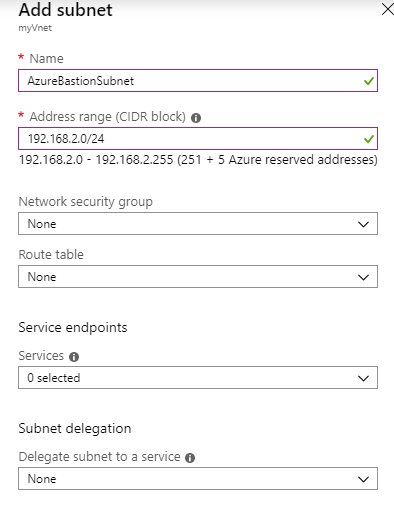 Add subnet
myVnet
* Name
AzureBastionSubnet
* Address range (CIDR block)
192.168.2.0/24
192.168.2.0 - 192.168.2.255 (251 + 5 Azure reserved addresses)
Network security group
None
Route table
None
Service endpoints
Services
0 selected
Subnet delegation
Delegate subnet to a service
None